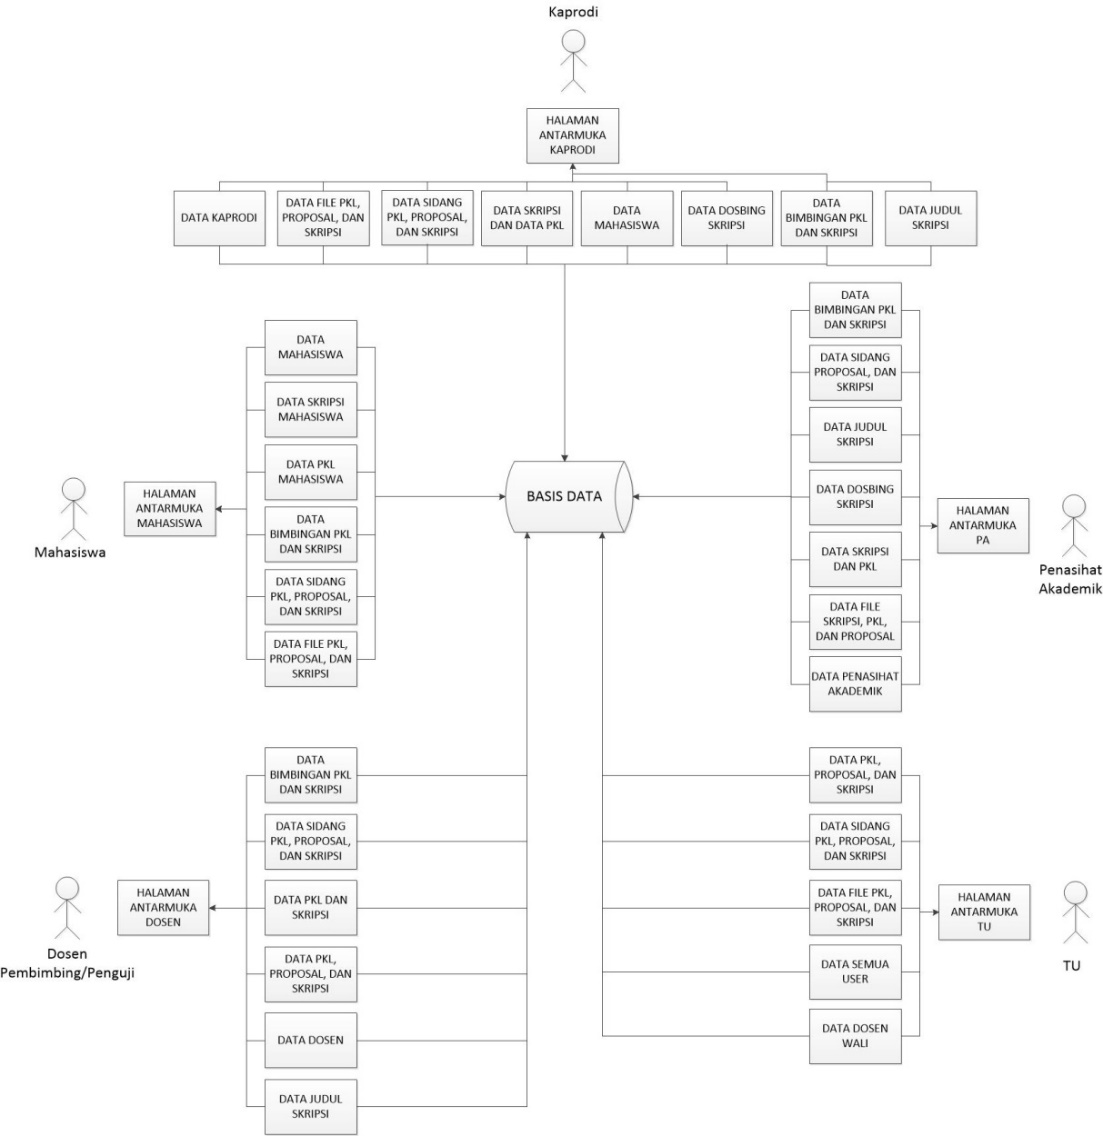 Kaprodi
HALAMAN
ANTARMUKA
KAPRODI
DATA KAPRODI
DATA FILE PKL,
PROPOSAL, DAN
SKRIPSI
DATA SIDANG
PKL, PROPOSAL,
DAN SKRIPSI
DATA SKRIPSI
DAN DATA PKL
DATA
MAHASISWA
DATA DOSBING
SKRIPSI
DATA
BIMBINGAN PKL
DAN SKRIPSI
DATA JUDUL
SKRIPSI
Mahasiswa
HALAMAN
ANTARMUKA
MAHASISWA
DATA
MAHASISWA
DATA SKRIPSI
MAHASISWA
DATA PKL
MAHASISWA
DATA
BIMBINGAN PKL
DAN SKRIPSI
DATA SIDANG
PKL, PROPOSAL,
DAN SKRIPSI
DATA FILE PKL,
PROPOSAL, DAN
SKRIPSI
BASIS DATA
DATA
BIMBINGAN PKL
DAN SKRIPSI
DATA SIDANG
PROPOSAL, DAN
SKRIPSI
DATA JUDUL
SKRIPSI
DATA DOSBING
SKRIPSI
DATA SKRIPSI
DAN PKL
DATA FILE
SKRIPSI, PKL,
DAN PROPOSAL
DATA PENASIHAT
AKADEMIK
HALAMAN
ANTARMUKA
PA
Penasihat
Akademik
Dosen
Pembimbing/Penguji
HALAMAN
ANTARMUKA
DOSEN
DATA
BIMBINGAN PKL
DAN SKRIPSI
DATA SIDANG
PKL, PROPOSAL,
DAN SKRIPSI
DATA PKL DAN
SKRIPSI
DATA PKL,
PROPOSAL, DAN
SKRIPSI
DATA DOSEN
DATA JUDUL
SKRIPSI
DATA PKL,
PROPOSAL, DAN
SKRIPSI
DATA SIDANG
PKL, PROPOSAL,
DAN SKRIPSI
DATA FILE PKL,
PROPOSAL, DAN
SKRIPSI
DATA SEMUA
USER
DATA DOSEN
WALI
HALAMAN
ANTARMUKA
TU
TU